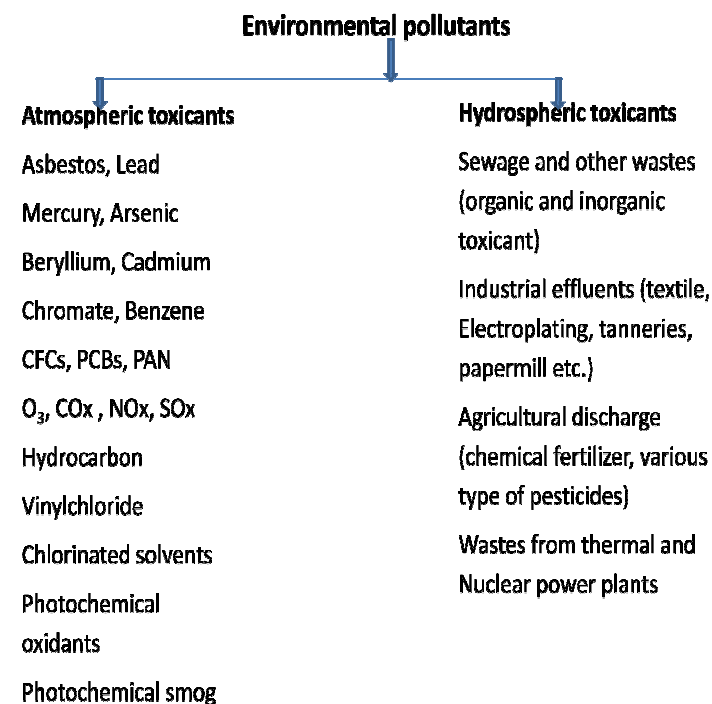 Environmental pollutants
Atmospheric toxicants
Asbestos, Lead
Mercury, Arsenic
Beryllium, Cadmium
Chromate, Benzene
CFCs, PCBs, PAN
O₃, COx , NOx, SOx
Hydrocarbon
Vinylchloride
Chlorinated solvents
Photochemical
oxidants
Photochemical smog
Hydrospheric toxicants
Sewage and other wastes
(organic and inorganic
toxicant)
Industrial effluents (textile,
Electroplating, tanneries,
papermill etc.)
Agricultural discharge
(chemical fertilizer, various
type of pesticides)
Wastes from thermal and
Nuclear power plants